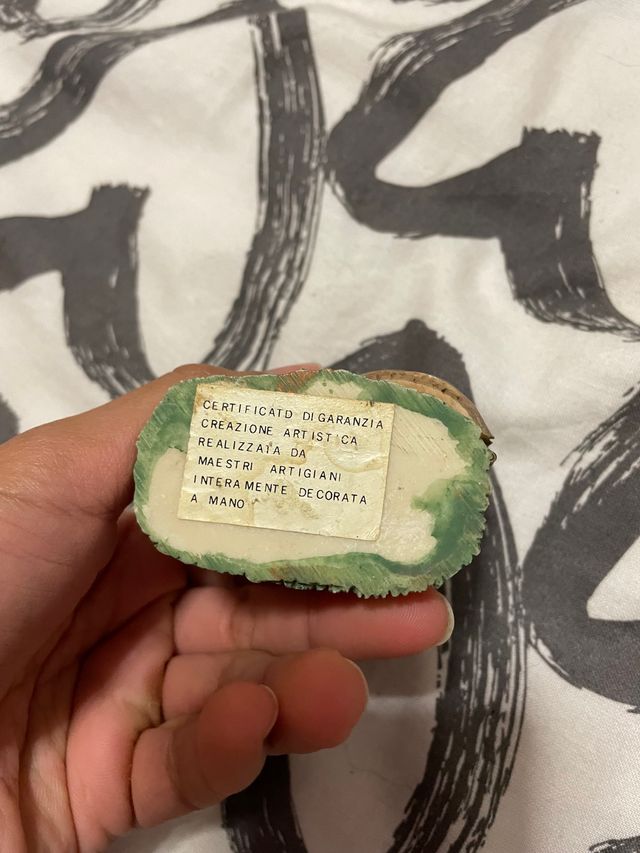 CERTIFICATO DI GARANZIA
CREAZIONE ARTISTICA
REALIZZATA DA
MAESTRI ARTIGIANI
INTERAMENTE DECORATA
A MANO